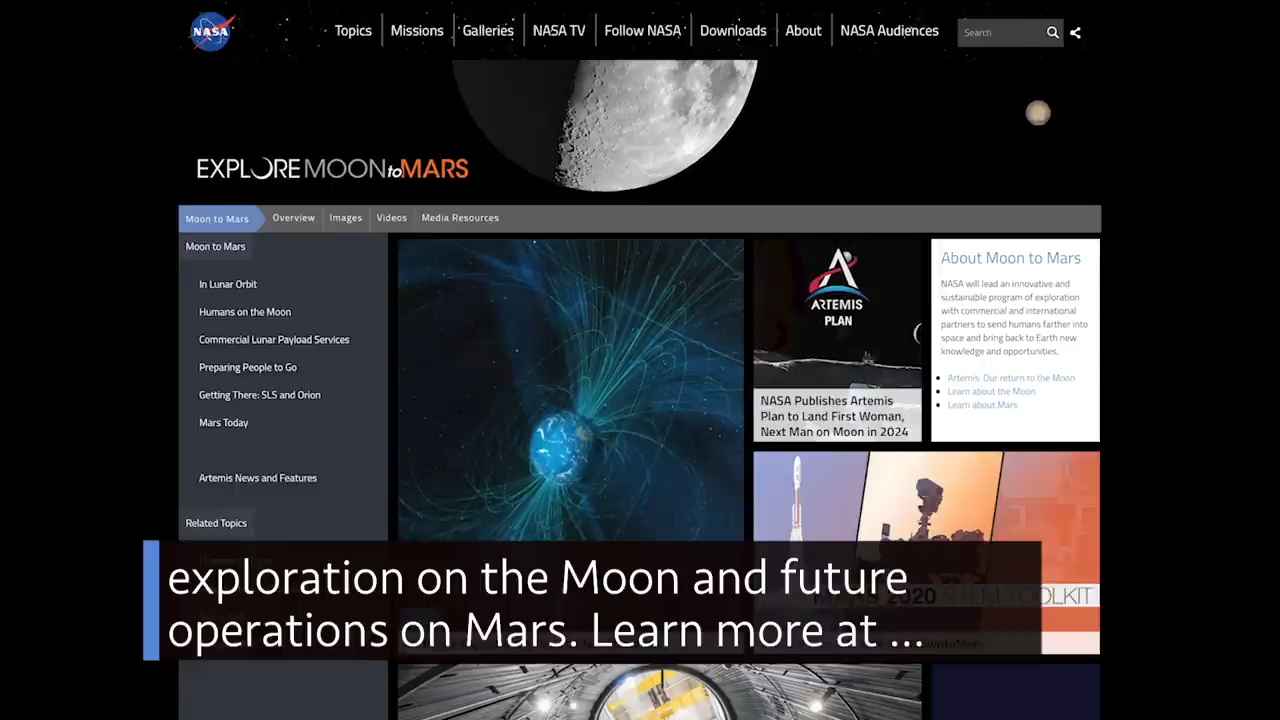 NASA
Topics
Missions
Galleries
NASA TV
Follow NASA
Downloads
About
NASA Audiences
Search
EXPLORE MOON to MARS
Moon to Mars
Overview
Images
Videos
Media Resources
Moon to Mars
In Lunar Orbit
Humans on the Moon
Commercial Lunar Payload Services
Preparing People to Go
Getting There: SLS and Orion
Mars Today
Artemis News and Features
Related Topics
ARTEMIS
PLAN
NASA Publishes Artemis
Plan to Land First Woman,
Next Man on Moon in 2024
About Moon to Mars
NASA will lead an innovative and
sustainable program of exploration
with commercial and international
partners to send humans farther into
space and bring back to Earth new
knowledge and opportunities.
Artemis: Our return to the Moon
Learn about the Moon
Learn about Mars
MARS 2020 STEM TOOLKIT
exploration on the Moon and future
operations on Mars. Learn more at ...